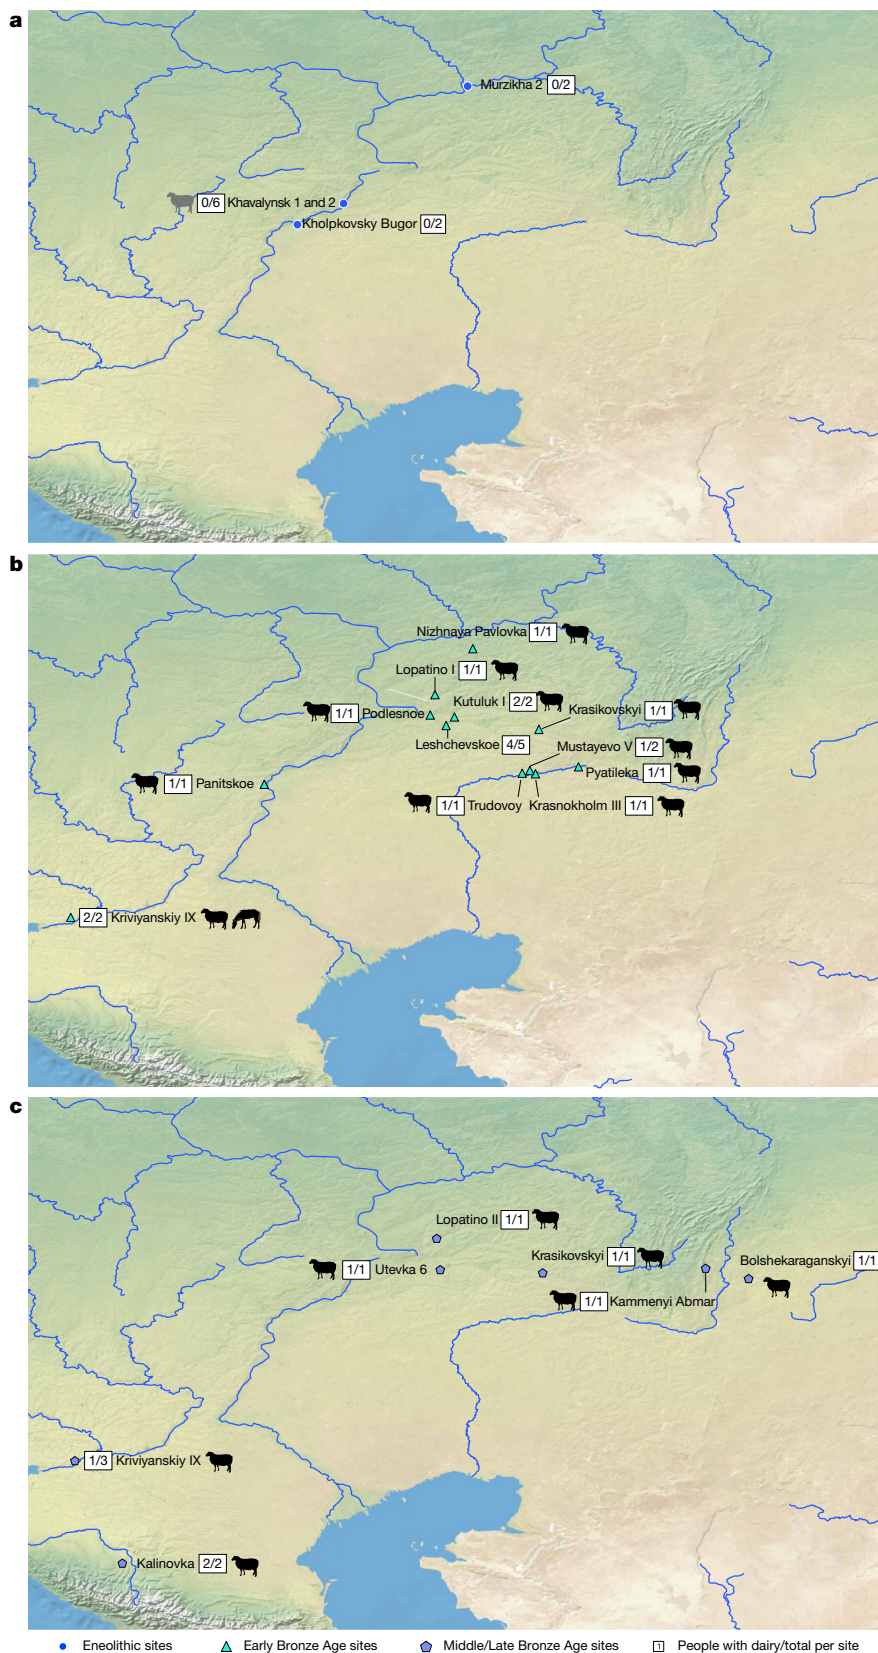 a
Murzikha 2 0/2
0/6 Khavalynsk 1 and 2
Kholpkovsky Bugor 0/2
b
Nizhnaya Pavlovka 1/1
Lopatino I 1/1
Kutuluk I 2/2
Krasikovskyi 1/1
1/1 Podlesnoe
Leshchevskoe 4/5
Mustayevo V 1/2
Pyatileka 1/1
1/1 Panitskoe
1/1 Trudovoy
Krasnokholm III 1/1
2/2 Kriviyanskiy IX
c
Lopatino II 1/1
Krasikovskyi 1/1
Bolshekaraganskyi 1/1
1/1 Utevka 6
1/1 Kammenyi Abmar
1/3 Kriviyanskiy IX
Kalinovka 2/2
Eneolithic sites
Early Bronze Age sites
Middle/Late Bronze Age sites
1 People with dairy/total per site